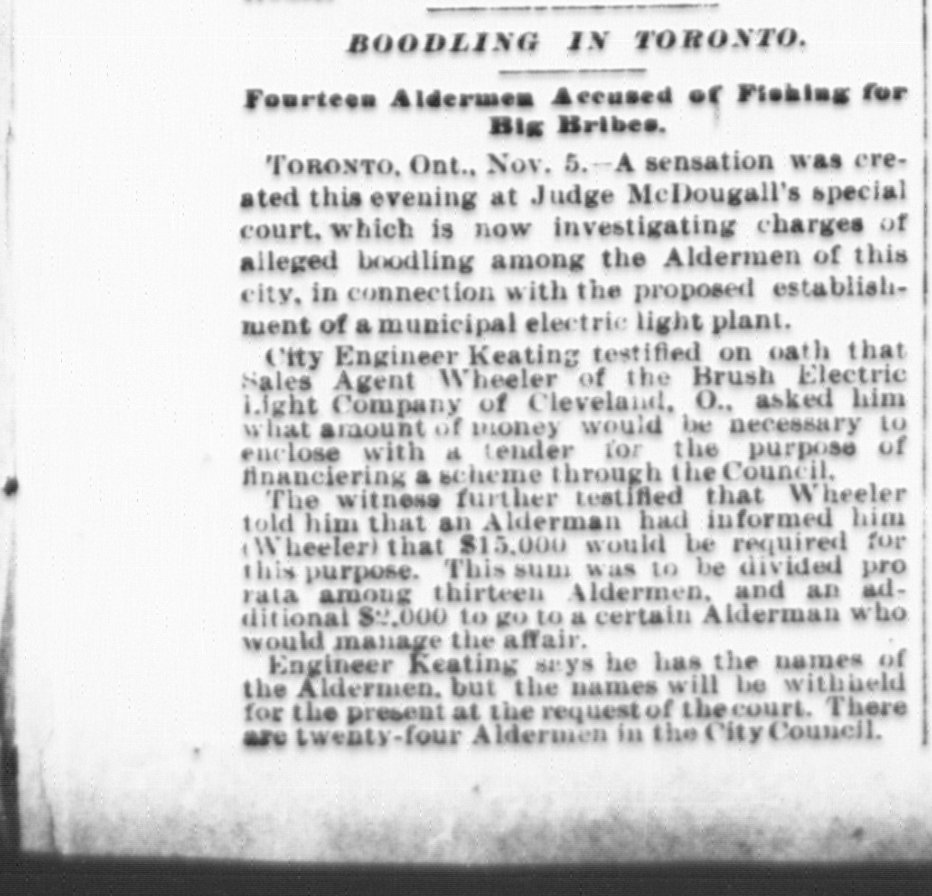 BOODLING IN TORONTO.
Fourteen Aldermen Accused of Fishing for
Big Bribes.
TORONTO, Ont., Nov. 5.—A sensation was cre-
ated this evening at Judge McDougall's special
court, which is now investigating charges of
alleged boodling among the Aldermen of this
city, in connection with the proposed establish-
ment of a municipal electric light plant.
City Engineer Keating testified on oath that
Sales Agent Wheeler of the Brush Electric
Light Company of Cleveland, O., asked him
what amount of money would be necessary to
enclose with a tender for the purpose of
financiering a scheme through the Council.
The witness further testified that Wheeler
told him that an Alderman had informed him
(Wheeler) that $15,000 would be required for
this purpose. This sum was to be divided pro
rata among thirteen Aldermen, and an ad-
ditional $2,000 to go to a certain Alderman who
would manage the affair.
Engineer Keating says he has the names of
the Aldermen, but the names will be withheld
for the present at the request of the court. There
are twenty-four Aldermen in the City Council.